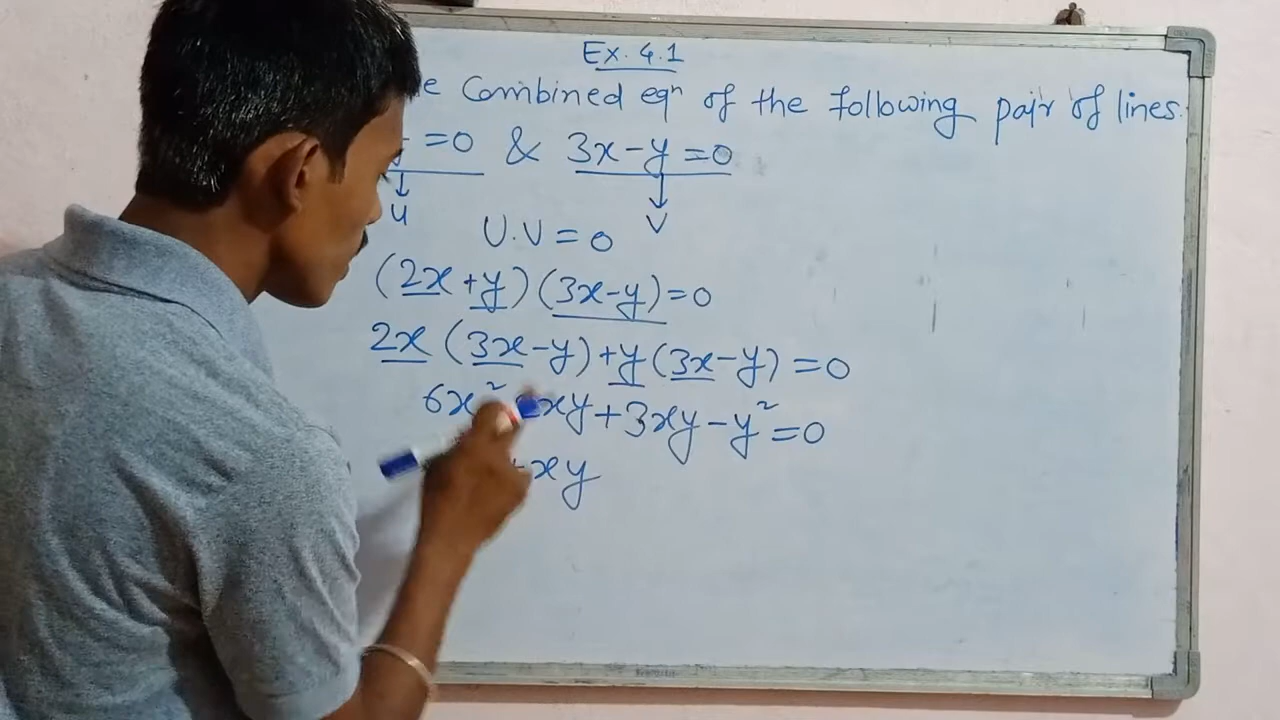 Ex. 4.1
e Combined eqⁿ of the following pair of lines.
=0 & 3x-y=0
u v
U.V=0
(2x+y)(3x-y)=0
2x(3x-y)+y(3x-y)=0
6x² 2xy+3xy-y²=0
+xy